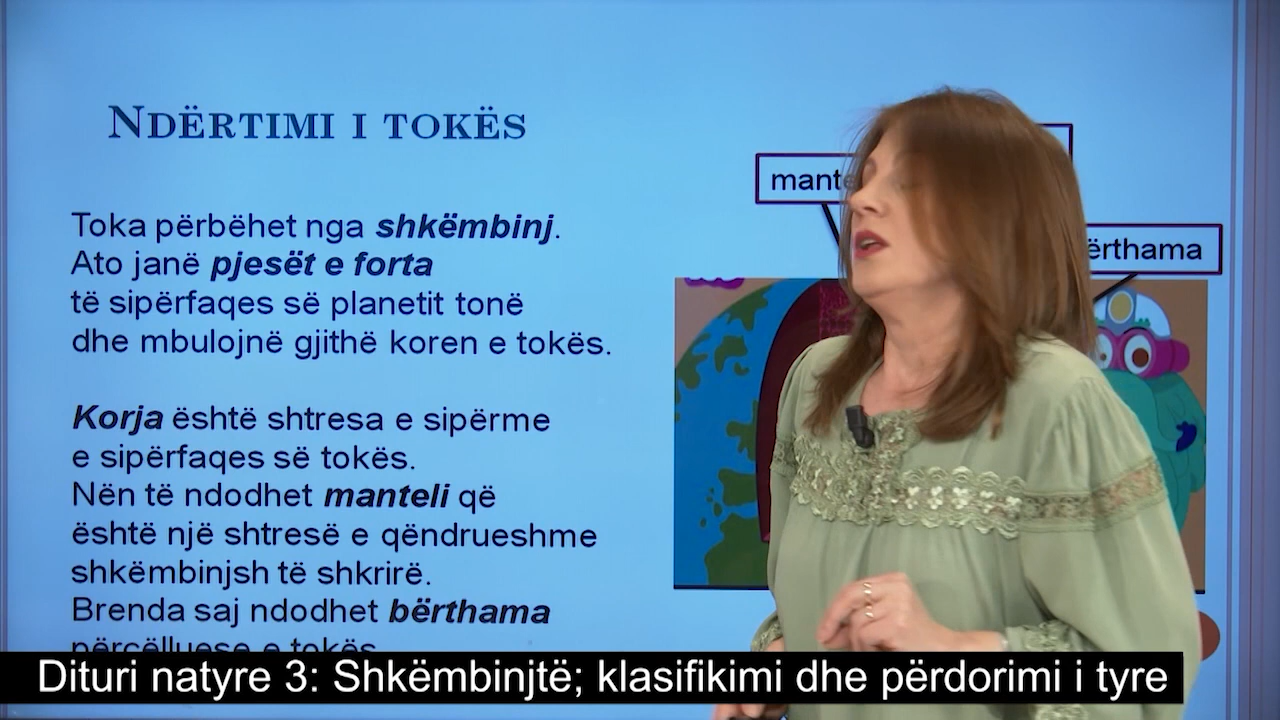 NDËRTIMI I TOKËS
Toka përbëhet nga shkëmbinj.
Ato janë pjesët e forta
të sipërfaqes së planetit tonë
dhe mbulojnë gjithë koren e tokës.
Korja është shtresa e sipërme
e sipërfaqes së tokës.
Nën të ndodhet manteli që
është një shtresë e qëndrueshme
shkëmbinjsh të shkrirë.
Brenda saj ndodhet bërthama
përcëlluese e tokës
Dituri natyre 3: Shkëmbinjtë; klasifikimi dhe përdorimi i tyre